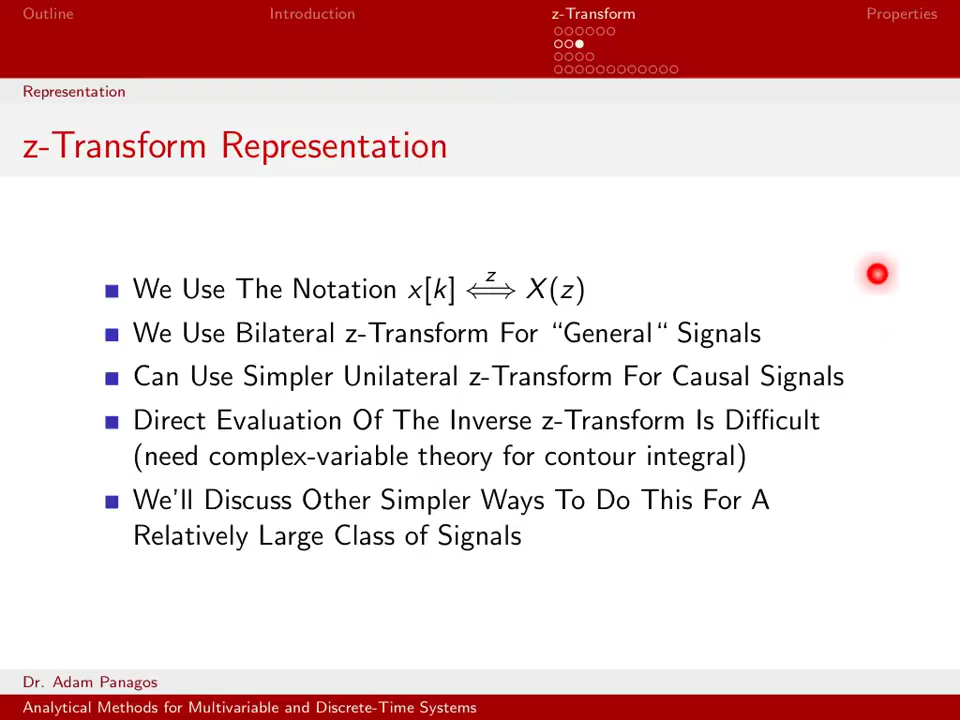 Outline Introduction z-Transform Properties
Representation
z-Transform Representation
We Use The Notation x[k] ⟺ᶻ X(z)
We Use Bilateral z-Transform For “General“ Signals
Can Use Simpler Unilateral z-Transform For Causal Signals
Direct Evaluation Of The Inverse z-Transform Is Difficult
(need complex-variable theory for contour integral)
We'll Discuss Other Simpler Ways To Do This For A
Relatively Large Class of Signals
Dr. Adam Panagos
Analytical Methods for Multivariable and Discrete-Time Systems